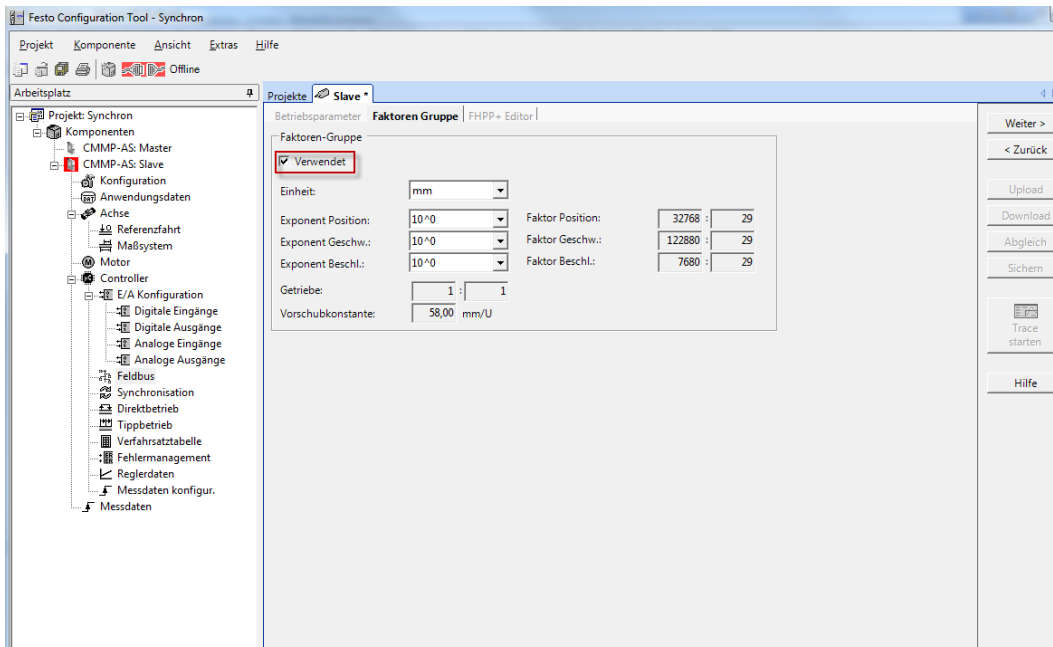 Festo Configuration Tool - Synchron
Projekt Komponente Ansicht Extras Hilfe
Offline
Arbeitsplatz
Projekt: Synchron
Komponenten
CMMP-AS: Master
CMMP-AS: Slave
Konfiguration
Anwendungsdaten
Achse
Referenzfahrt
Maßsystem
Motor
Controller
E/A Konfiguration
Digitale Eingänge
Digitale Ausgänge
Analoge Eingänge
Analoge Ausgänge
Feldbus
Synchronisation
Direktbetrieb
Tippbetrieb
Verfahrsatztabelle
Fehlermanagement
Reglerdaten
Messdaten konfigur.
Messdaten
Projekte Slave *
Betriebsparameter Faktoren Gruppe FHPP+ Editor
Faktoren-Gruppe
Verwendet
Einheit: mm
Exponent Position: 10^0 Faktor Position: 32768 : 29
Exponent Geschw.: 10^0 Faktor Geschw.: 122880 : 29
Exponent Beschl.: 10^0 Faktor Beschl.: 7680 : 29
Getriebe: 1 : 1
Vorschubkonstante: 58,00 mm/U
Weiter >
< Zurück
Upload
Download
Abgleich
Sichern
Trace
starten
Hilfe